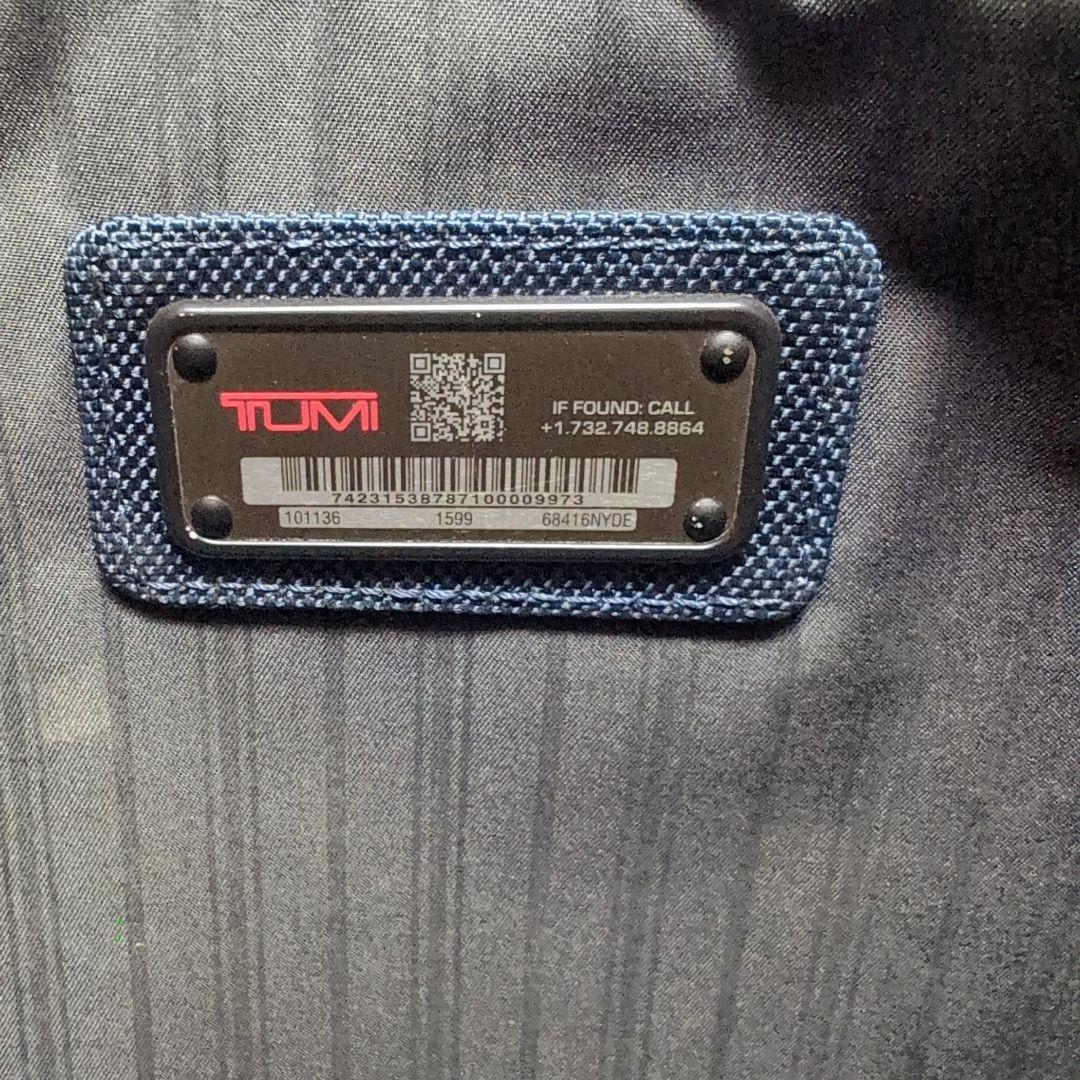 TUMI
IF FOUND: CALL
+1.732.748.8864
74231538787100009973
101136 1599 68416NYDE